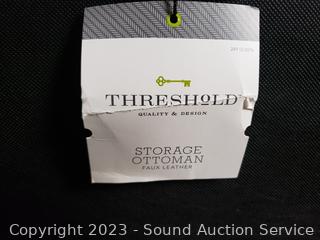 THRESHOLD
QUALITY & DESIGN
STORAGE
OTTOMAN
FAUX LEATHER
Copyright 2023 - Sound Auction Service